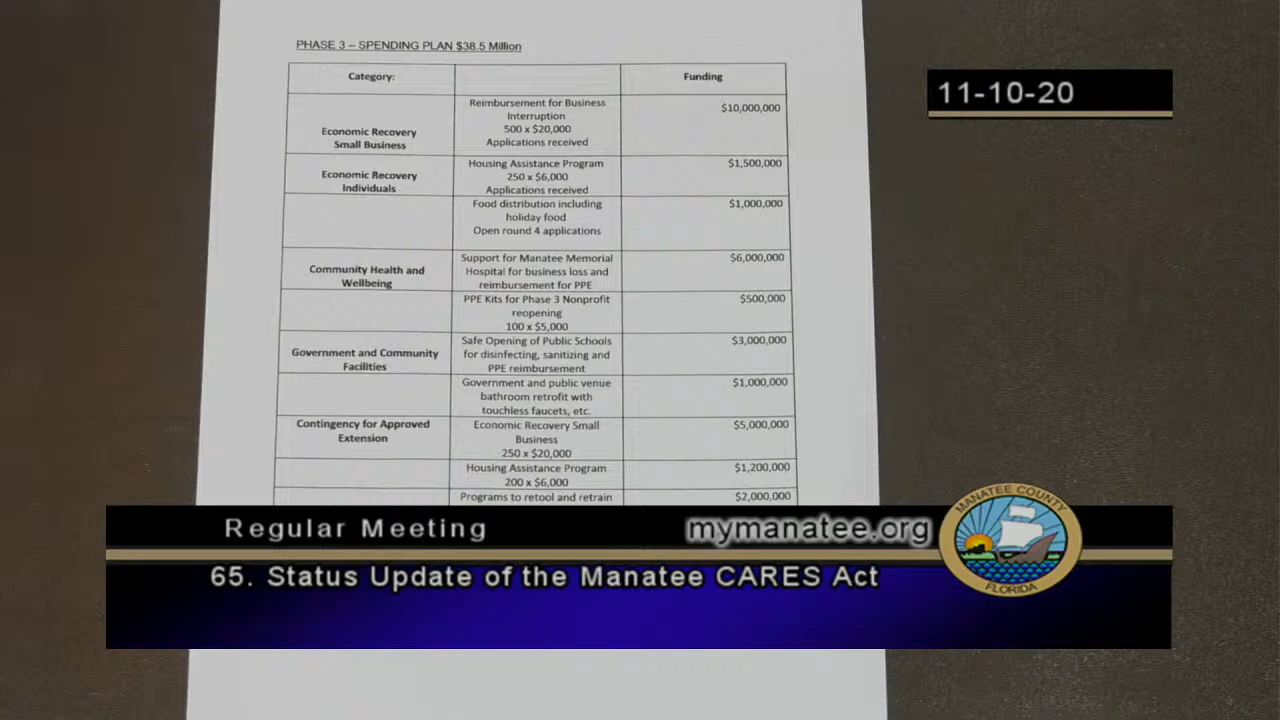 PHASE 3 – SPENDING PLAN $38.5 Million
Category:
Funding
Economic Recovery
Small Business
Reimbursement for Business
Interruption
500 x $20,000
Applications received
$10,000,000
Economic Recovery
Individuals
Housing Assistance Program
250 x $6,000
Applications received
$1,500,000
Food distribution including
holiday food
Open round 4 applications
$1,000,000
Community Health and
Wellbeing
Support for Manatee Memorial
Hospital for business loss and
reimbursement for PPE
$6,000,000
PPE Kits for Phase 3 Nonprofit
reopening
100 x $5,000
$500,000
Government and Community
Facilities
Safe Opening of Public Schools
for disinfecting, sanitizing and
PPE reimbursement
$3,000,000
Government and public venue
bathroom retrofit with
touchless faucets, etc.
$1,000,000
Contingency for Approved
Extension
Economic Recovery Small
Business
250 x $20,000
$5,000,000
Housing Assistance Program
200 x $6,000
$1,200,000
Programs to retool and retrain
$2,000,000
11-10-20
Regular Meeting
mymanatee.org
65. Status Update of the Manatee CARES Act
MANATEE COUNTY
FLORIDA